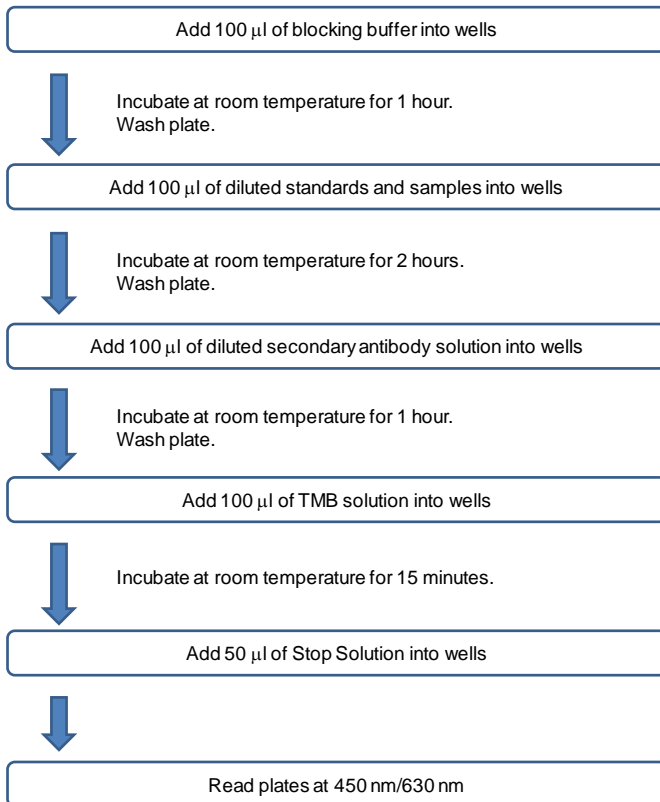 Add 100 μl of blocking buffer into wells
Incubate at room temperature for 1 hour.
Wash plate.
Add 100 μl of diluted standards and samples into wells
Incubate at room temperature for 2 hours.
Wash plate.
Add 100 μl of diluted secondary antibody solution into wells
Incubate at room temperature for 1 hour.
Wash plate.
Add 100 μl of TMB solution into wells
Incubate at room temperature for 15 minutes.
Add 50 μl of Stop Solution into wells
Read plates at 450 nm/630 nm